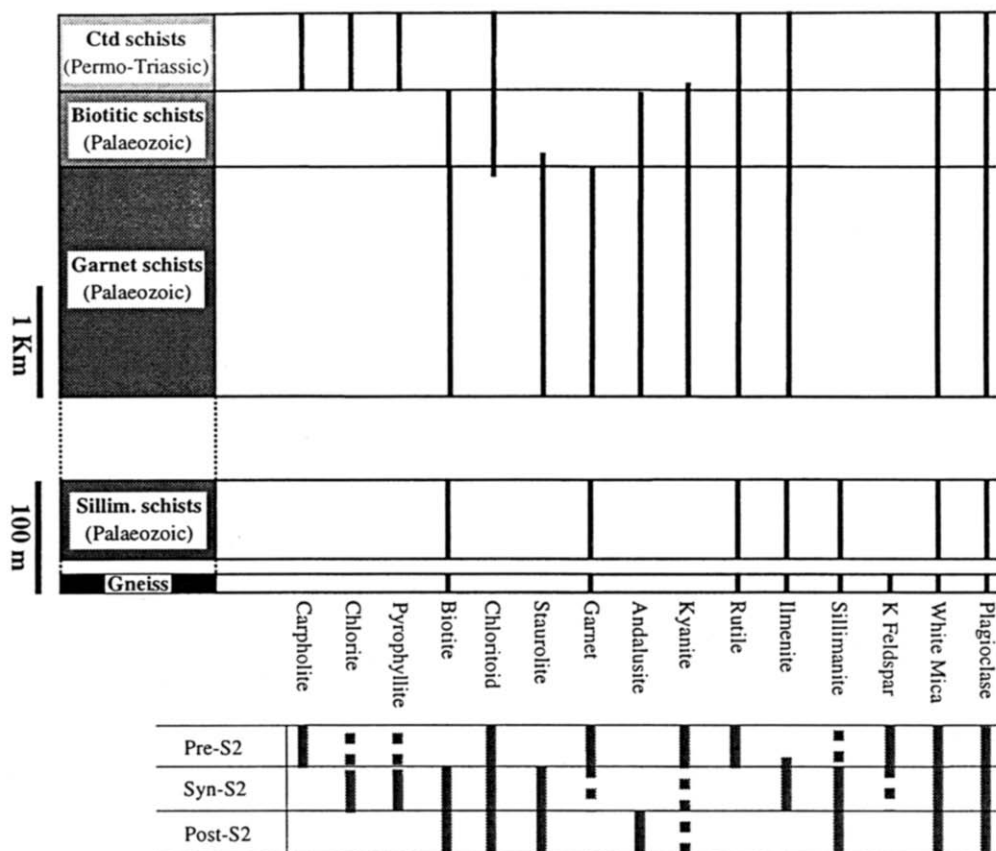 Ctd schists
(Permo-Triassic)
Biotitic schists
(Palaeozoic)
Garnet schists
(Palaeozoic)
1 Km
Sillim. schists
(Palaeozoic)
100 m
Gneiss
Carpholite
Chlorite
Pyrophyllite
Biotite
Chloritoid
Staurolite
Garnet
Andalusite
Kyanite
Rutile
Ilmenite
Sillimanite
K Feldspar
White Mica
Plagioclase
Pre-S2
Syn-S2
Post-S2